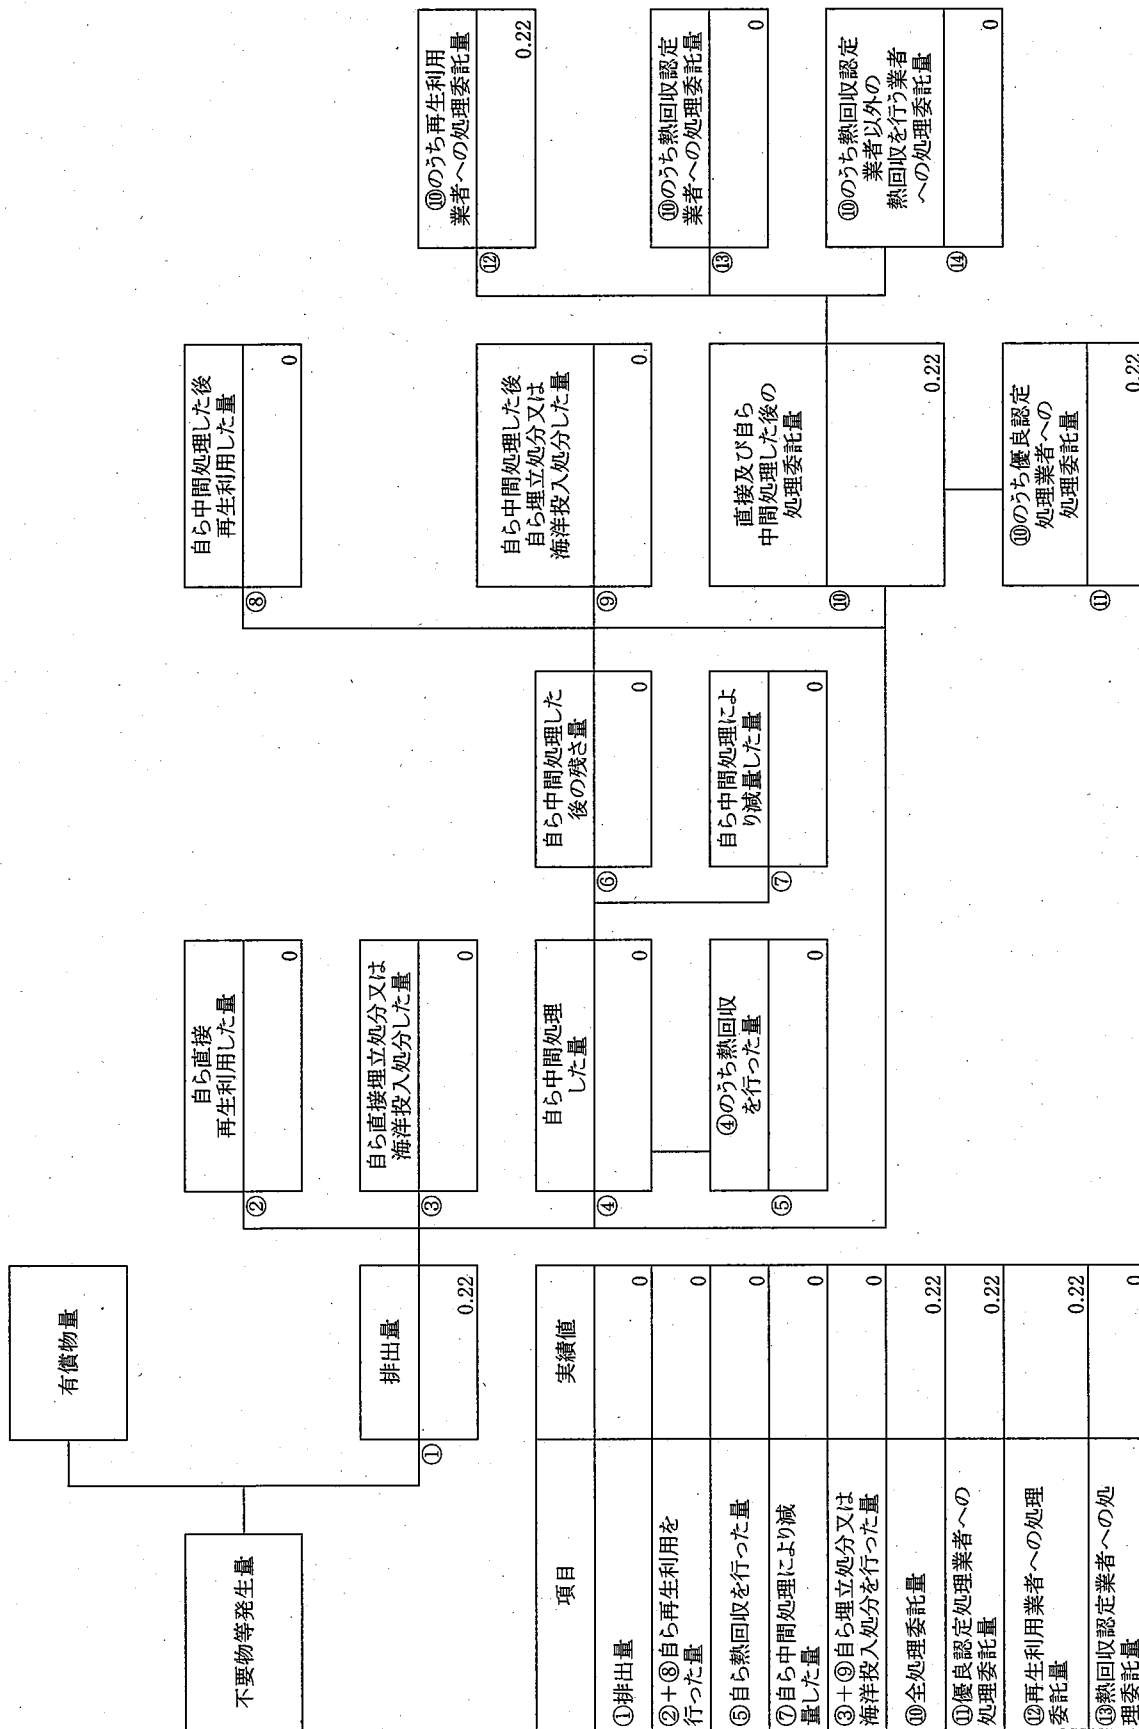 不要物等発生量
有償物量
①
排出量
0.22
②
自ら直接
再生利用した量
0
③
自ら直接埋立処分又は
海洋投入処分した量
0
④
自ら中間処理
した量
0
⑤
④のうち熱回収
を行った量
0
⑥
自ら中間処理した
後の残さ量
0
⑦
自ら中間処理によ
り減量した量
0
⑧
自ら中間処理した後
再生利用した量
0
⑨
自ら中間処理した後
自ら埋立処分又は
海洋投入処分した量
0
⑩
直接及び自ら
中間処理した後の
処理委託量
0.22
⑪
⑩のうち優良認定
処理業者への
処理委託量
0.22
⑫
⑩のうち再生利用
業者への処理委託量
0.22
⑬
⑩のうち熱回収認定
業者への処理委託量
0
⑭
⑩のうち熱回収認定
業者以外の
熱回収を行う業者
への処理委託量
0
項目 実績値
①排出量 0
②+⑧自ら再生利用を
行った量 0
⑤自ら熱回収を行った量 0
⑦自ら中間処理により減
量した量 0
③+⑨自ら埋立処分又は
海洋投入処分を行った量 0
⑩全処理委託量 0.22
⑪優良認定処理業者への
処理委託量 0.22
⑫再生利用業者への処理
委託量 0.22
⑬熱回収認定業者への処
理委託量 0